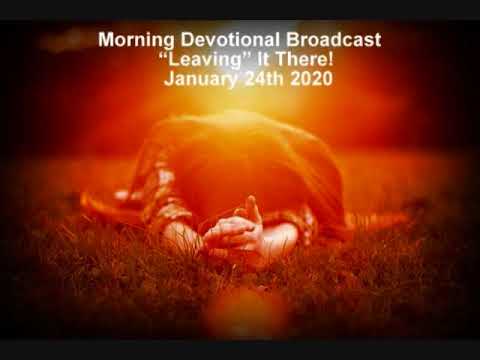 Morning Devotional Broadcast
“Leaving” It There!
January 24th 2020